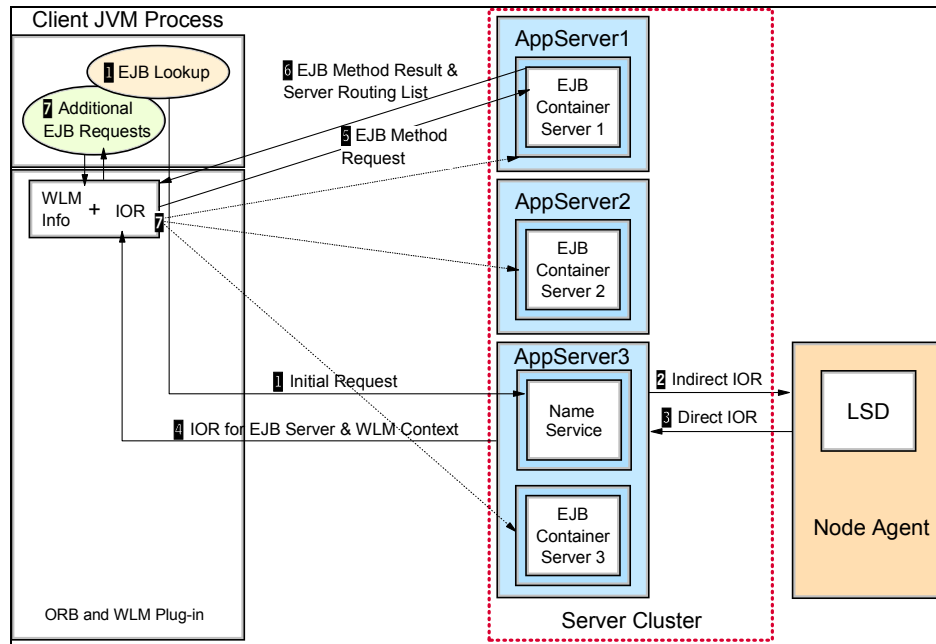 Client JVM Process
1 EJB Lookup
7 Additional
EJB Requests
WLM
Info
+
IOR
7
ORB and WLM Plug-in
6 EJB Method Result &
Server Routing List
5 EJB Method
Request
1 Initial Request
4 IOR for EJB Server & WLM Context
AppServer1
EJB
Container
Server 1
AppServer2
EJB
Container
Server 2
AppServer3
Name
Service
EJB
Container
Server 3
Server Cluster
2 Indirect IOR
3 Direct IOR
LSD
Node Agent